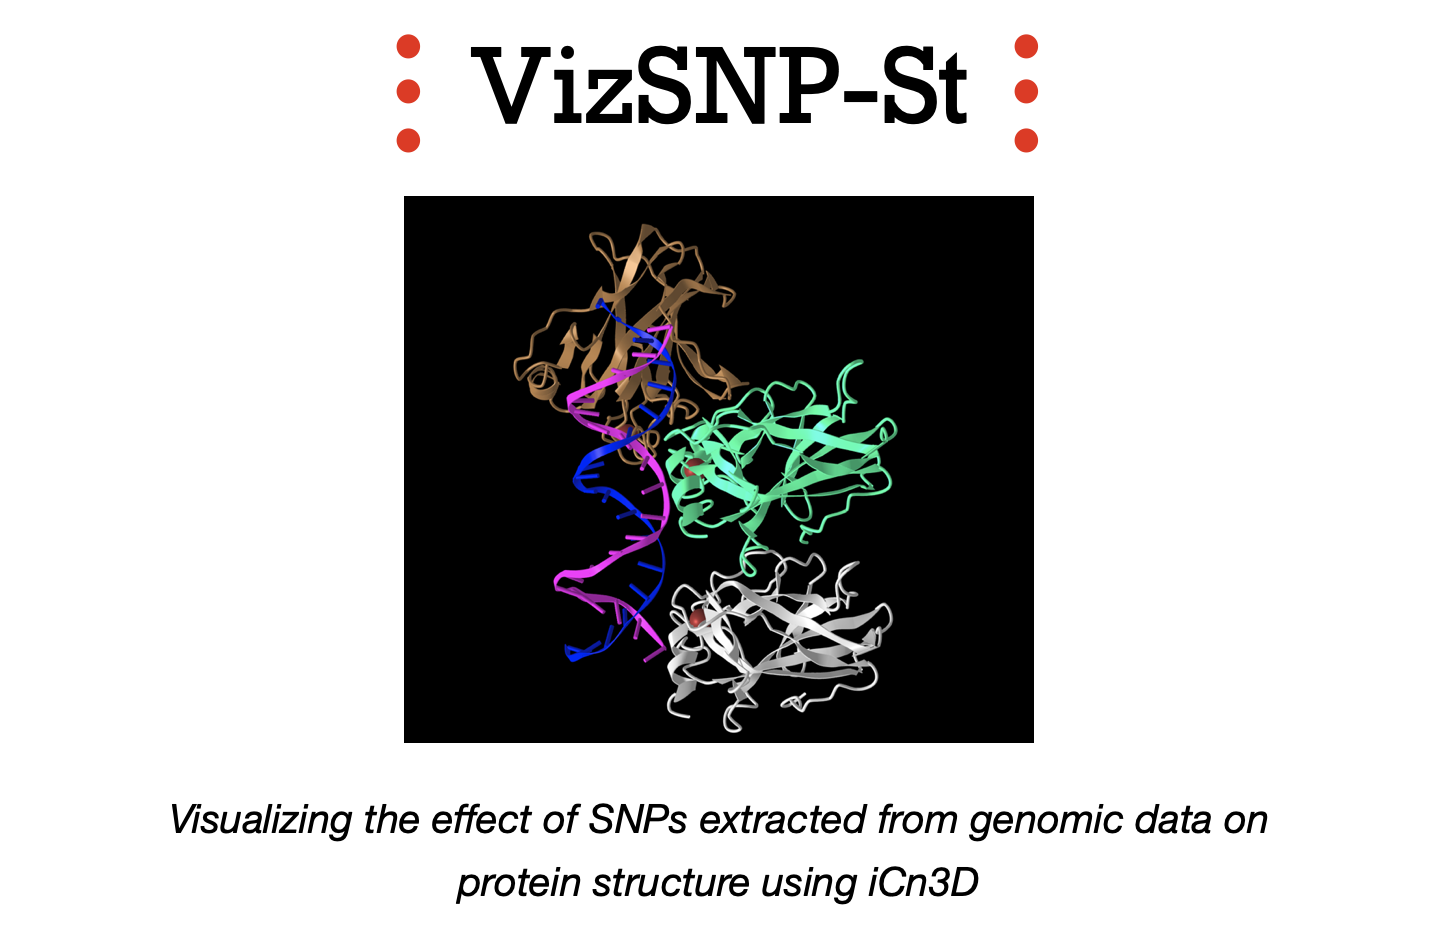 VizSNP-St
Visualizing the effect of SNPs extracted from genomic data on
protein structure using iCn3D